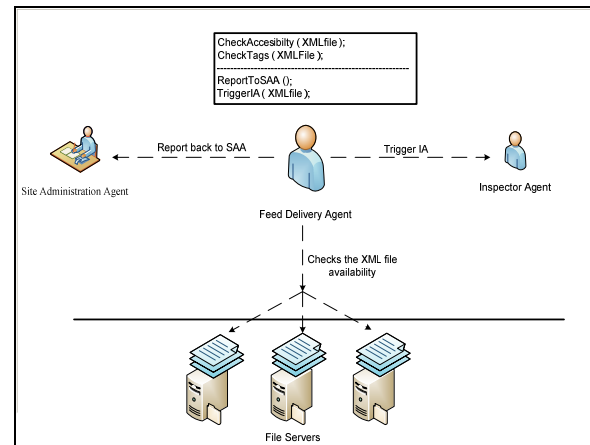 CheckAccesibilty ( XMLfile);
CheckTags ( XMLFile );
ReportToSAA ();
TriggerIA ( XMLfile);
Report back to SAA
Trigger IA
Site Administration Agent
Inspector Agent
Feed Delivery Agent
Checks the XML file
availability
File Servers